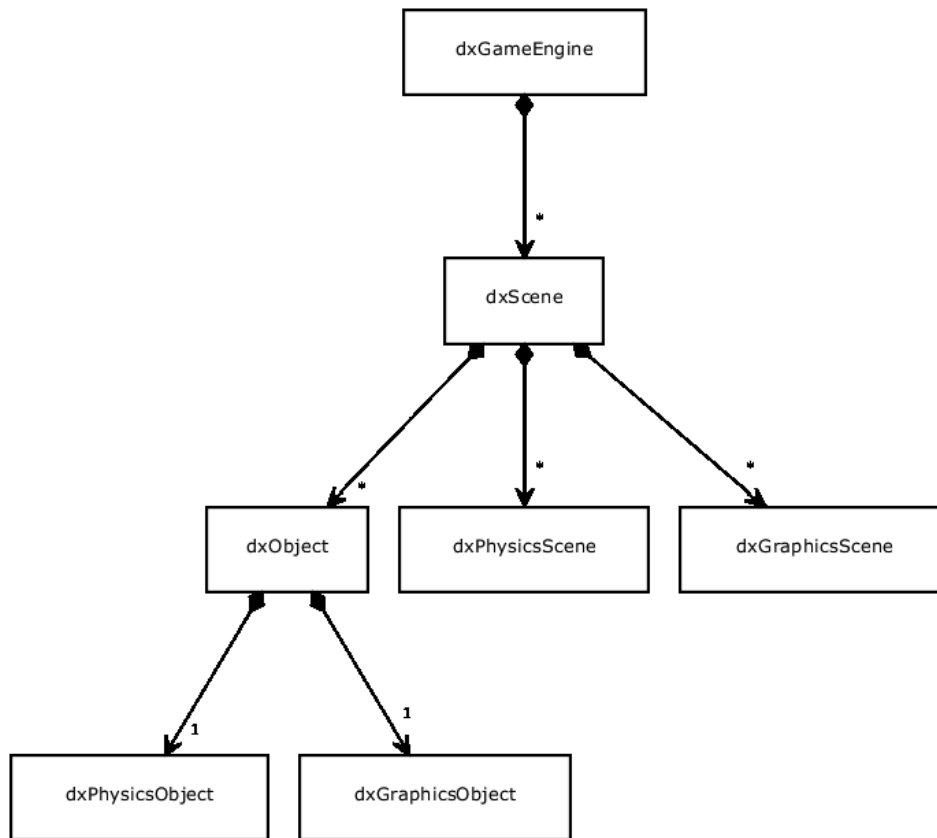 dxGameEngine
*
dxScene
* * *
dxObject dxPhysicsScene dxGraphicsScene
1 1
dxPhysicsObject dxGraphicsObject